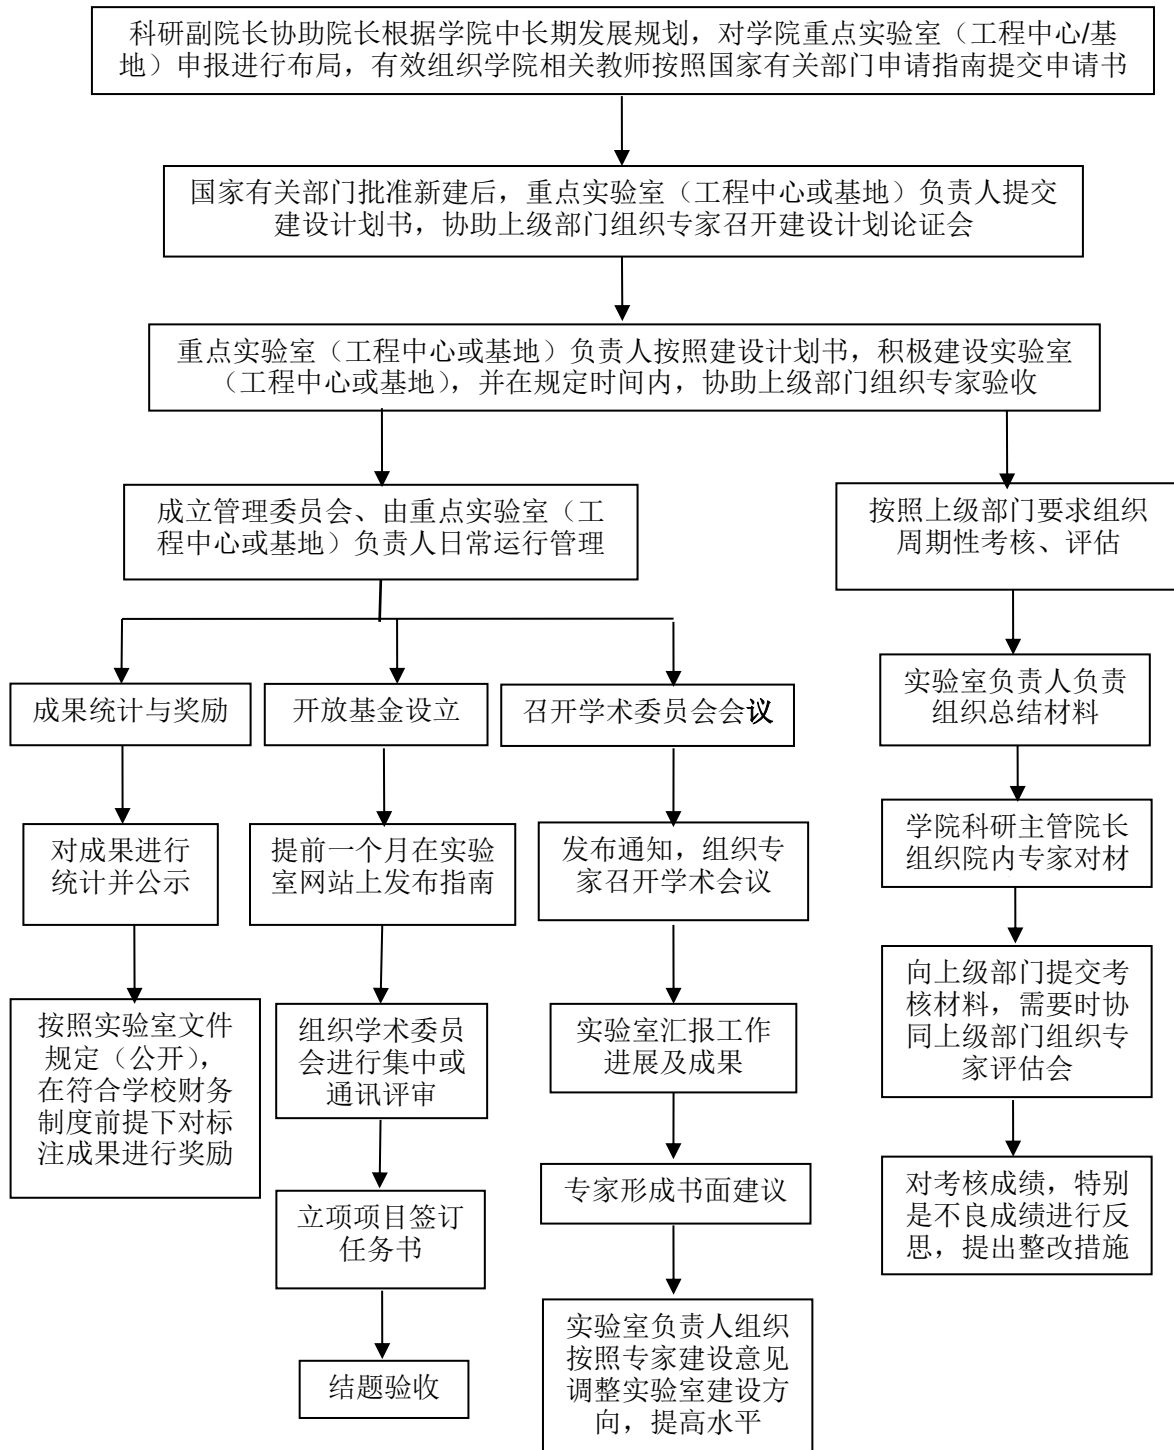 科研副院长协助院长根据学院中长期发展规划，对学院重点实验室（工程中心/基
地）申报进行布局，有效组织学院相关教师按照国家有关部门申请指南提交申请书
国家有关部门批准新建后，重点实验室（工程中心或基地）负责人提交
建设计划书，协助上级部门组织专家召开建设计划论证会
重点实验室（工程中心或基地）负责人按照建设计划书，积极建设实验室
（工程中心或基地），并在规定时间内，协助上级部门组织专家验收
成立管理委员会、由重点实验室（工
程中心或基地）负责人日常运行管理
按照上级部门要求组织
周期性考核、评估
成果统计与奖励
开放基金设立
召开学术委员会会议
实验室负责人负责
组织总结材料
对成果进行
统计并公示
提前一个月在实验
室网站上发布指南
发布通知，组织专
家召开学术会议
学院科研主管院长
组织院内专家对材
按照实验室文件
规定（公开），
在符合学校财务
制度前提下对标
注成果进行奖励
组织学术委员
会进行集中或
通讯评审
实验室汇报工作
进展及成果
向上级部门提交考
核材料，需要时协
同上级部门组织专
家评估会
立项项目签订
任务书
专家形成书面建议
对考核成绩，特别
是不良成绩进行反
思，提出整改措施
结题验收
实验室负责人组织
按照专家建设意见
调整实验室建设方
向，提高水平